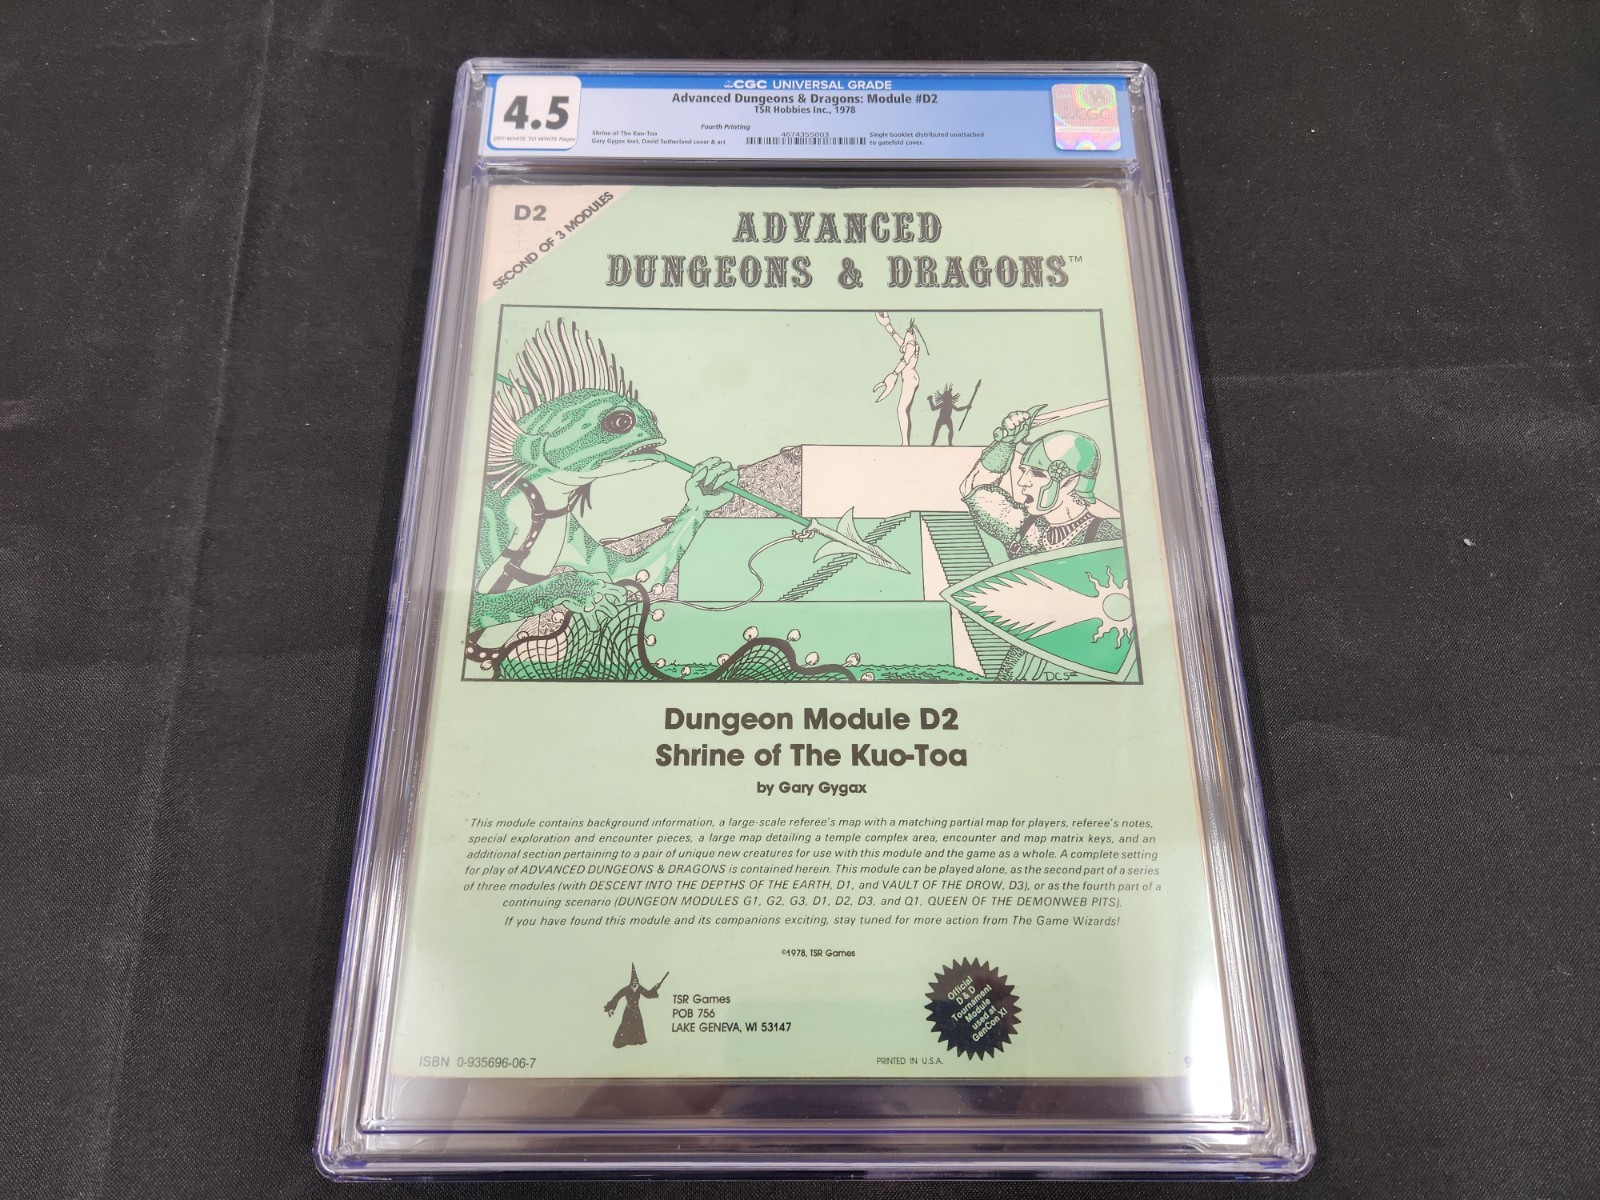 CGC UNIVERSAL GRADE
4.5
OFF-WHITE TO WHITE Pages
Advanced Dungeons & Dragons: Module #D2
TSR Hobbies Inc., 1978
Fourth Printing
Shrine of The Kuo-Toa
Gary Gygax text, David Sutherland cover & art
4674355003
Single booklet distributed unattached
to gatefold cover.
CGC
D2
SECOND OF 3 MODULES
ADVANCED
DUNGEONS & DRAGONS™
DCS
Dungeon Module D2
Shrine of The Kuo-Toa
by Gary Gygax
This module contains background information, a large-scale referee's map with a matching partial map for players, referee's notes,
special exploration and encounter pieces, a large map detailing a temple complex area, encounter and map matrix keys, and an
additional section pertaining to a pair of unique new creatures for use with this module and the game as a whole. A complete setting
for play of ADVANCED DUNGEONS & DRAGONS is contained herein. This module can be played alone, as the second part of a series
of three modules (with DESCENT INTO THE DEPTHS OF THE EARTH, D1, and VAULT OF THE DROW, D3), or as the fourth part of a
continuing scenario (DUNGEON MODULES G1, G2, G3, D1, D2, D3, and Q1, QUEEN OF THE DEMONWEB PITS).
If you have found this module and its companions exciting, stay tuned for more action from The Game Wizards!
©1978, TSR Games
TSR Games
POB 756
LAKE GENEVA, WI 53147
Official
D & D
Tournament
Module
used at
GenCon XI
ISBN 0-935696-06-7
PRINTED IN U.S.A.
9